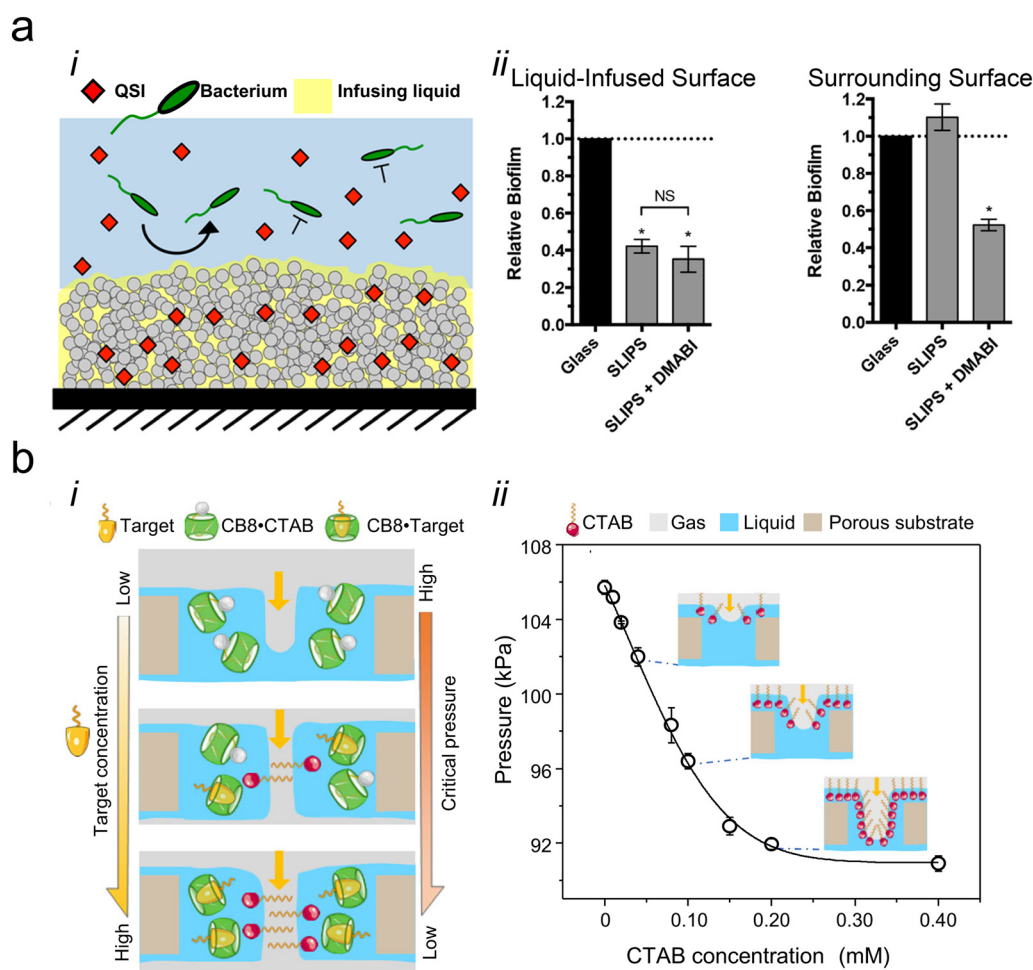 a
i
QSI
Bacterium
Infusing liquid
ii
Liquid-Infused Surface
Relative Biofilm
1.2
1.0
0.8
0.6
0.4
0.2
0.0
NS
*
*
Glass
SLIPS
SLIPS + DMABI
Surrounding Surface
Relative Biofilm
1.2
1.0
0.8
0.6
0.4
0.2
0.0
*
Glass
SLIPS
SLIPS + DMABI
b
i
Target
CB8•CTAB
CB8•Target
Low
Target concentration
High
High
Critical pressure
Low
ii
CTAB
Gas
Liquid
Porous substrate
Pressure (kPa)
108
104
100
96
92
0
0.10
0.20
0.30
0.40
CTAB concentration (mM)